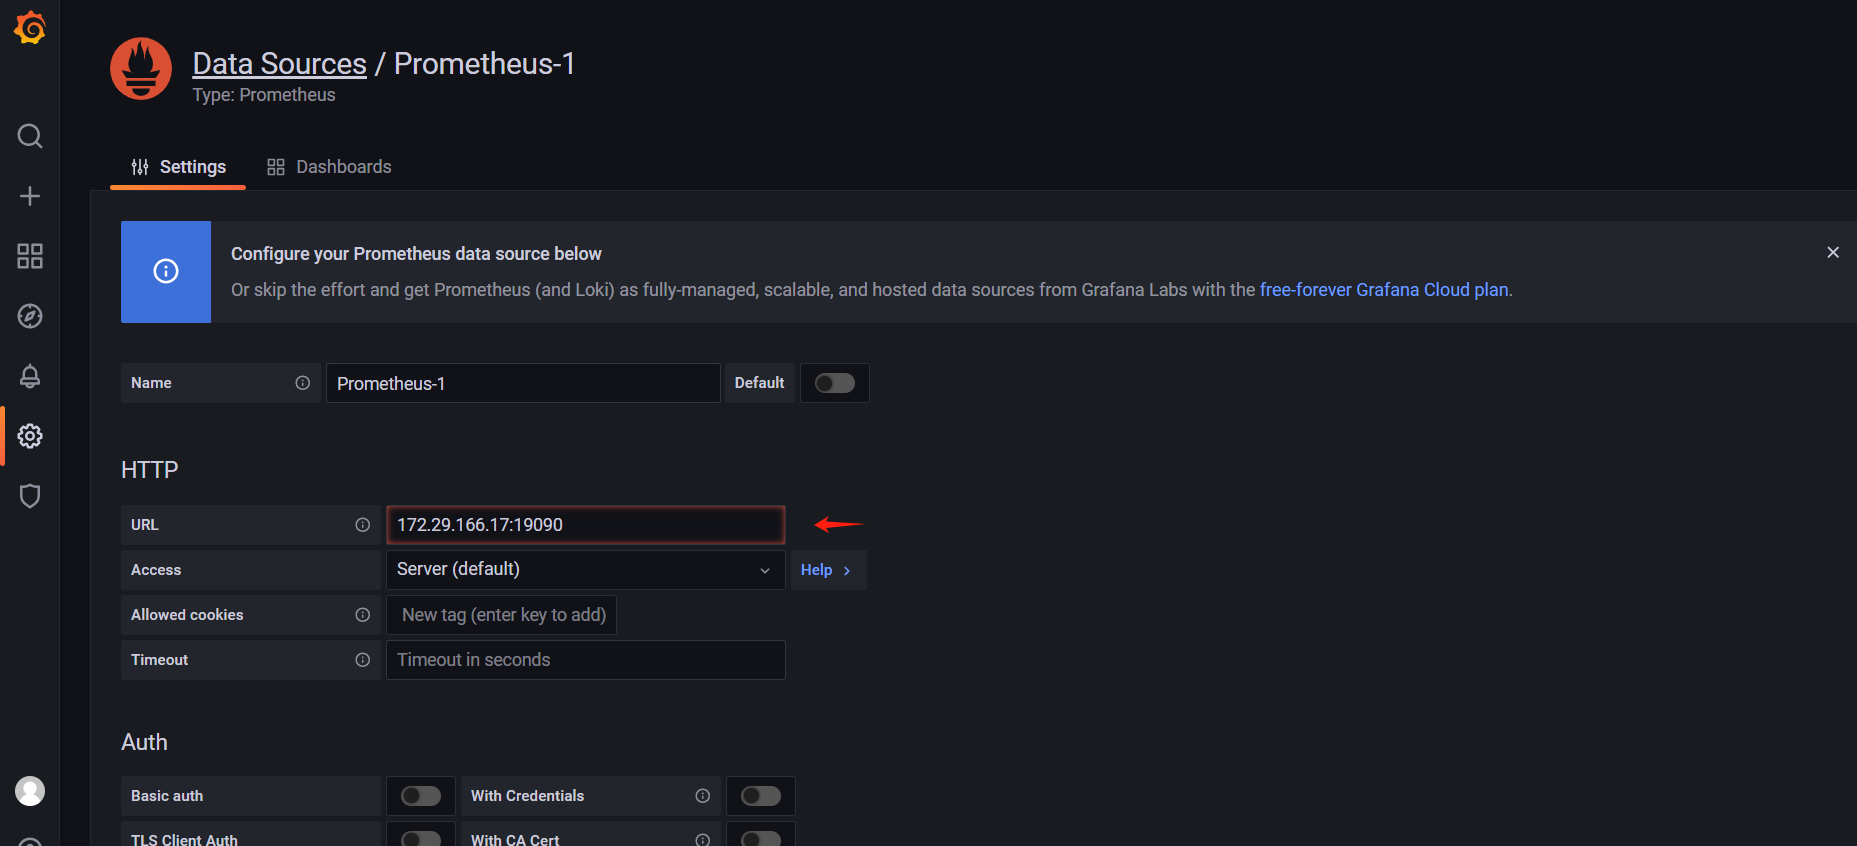 Data Sources / Prometheus-1
Type: Prometheus
Settings
Dashboards
Configure your Prometheus data source below
Or skip the effort and get Prometheus (and Loki) as fully-managed, scalable, and hosted data sources from Grafana Labs with the free-forever Grafana Cloud plan.
Name
Prometheus-1
Default
HTTP
URL
172.29.166.17:19090
Access
Server (default)
Help
Allowed cookies
New tag (enter key to add)
Timeout
Timeout in seconds
Auth
Basic auth
With Credentials
TLS Client Auth
With CA Cert